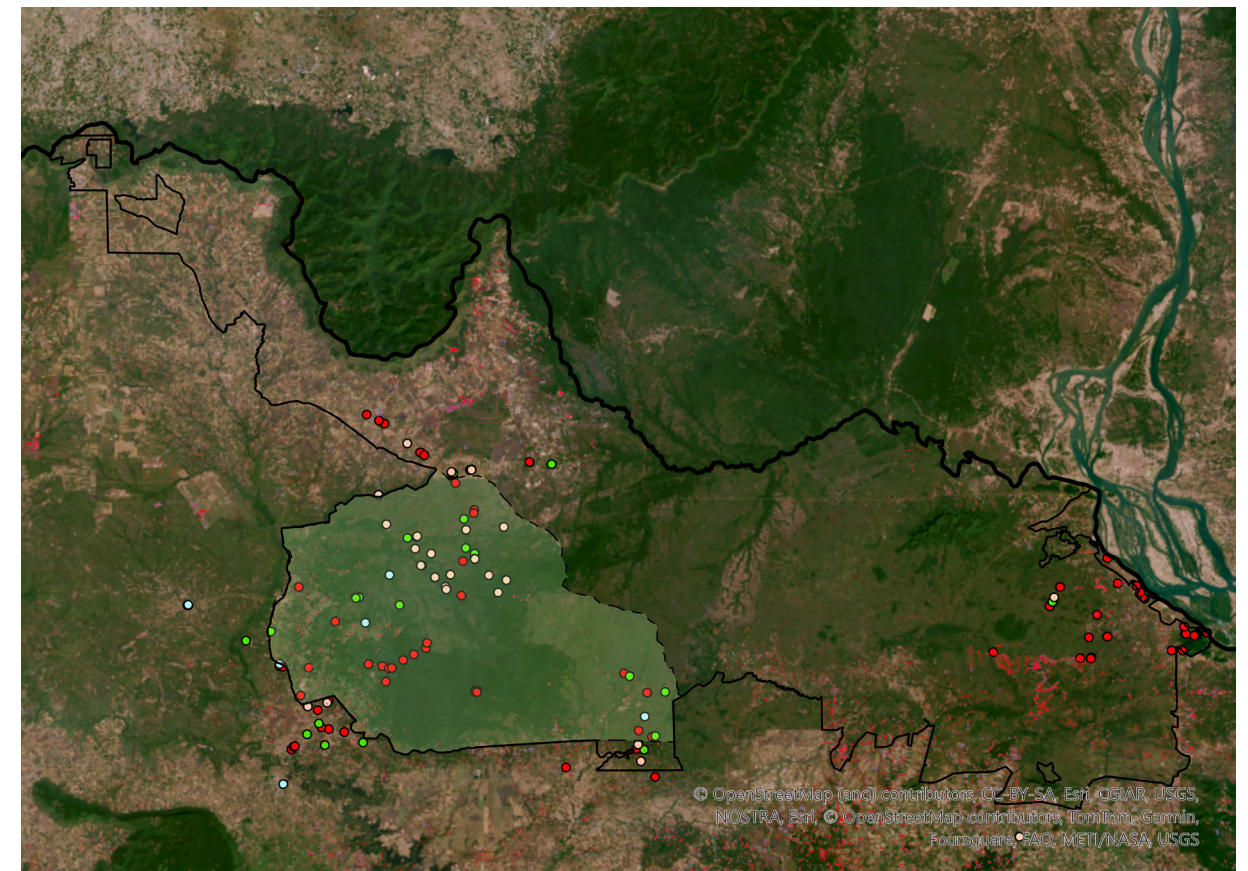 © OpenStreetMap (and) contributors, CC-BY-SA, Esri, CGIAR, USGS,
NOSTRA, Esri, © OpenStreetMap contributors, TomTom, Garmin,
Foursquare, FAO, METI/NASA, USGS